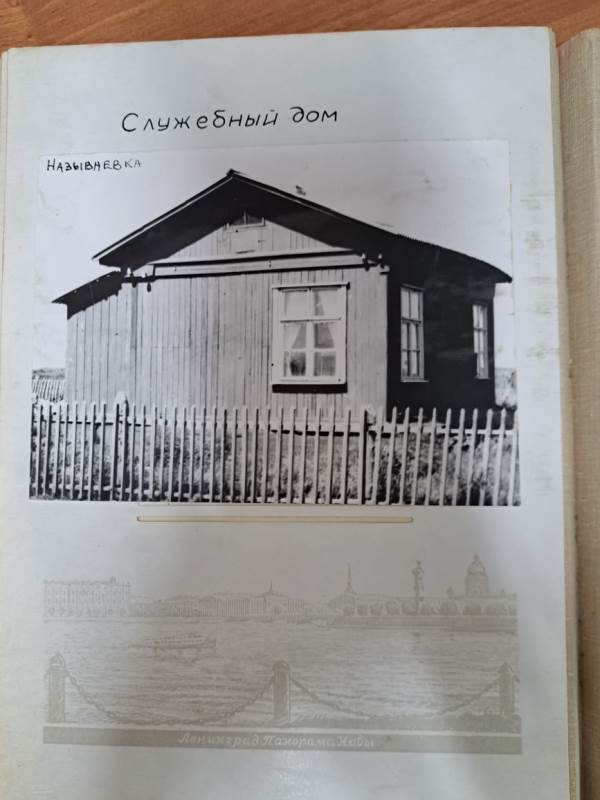 Служебный дом
Называевка
Ленинград Панорама Невы